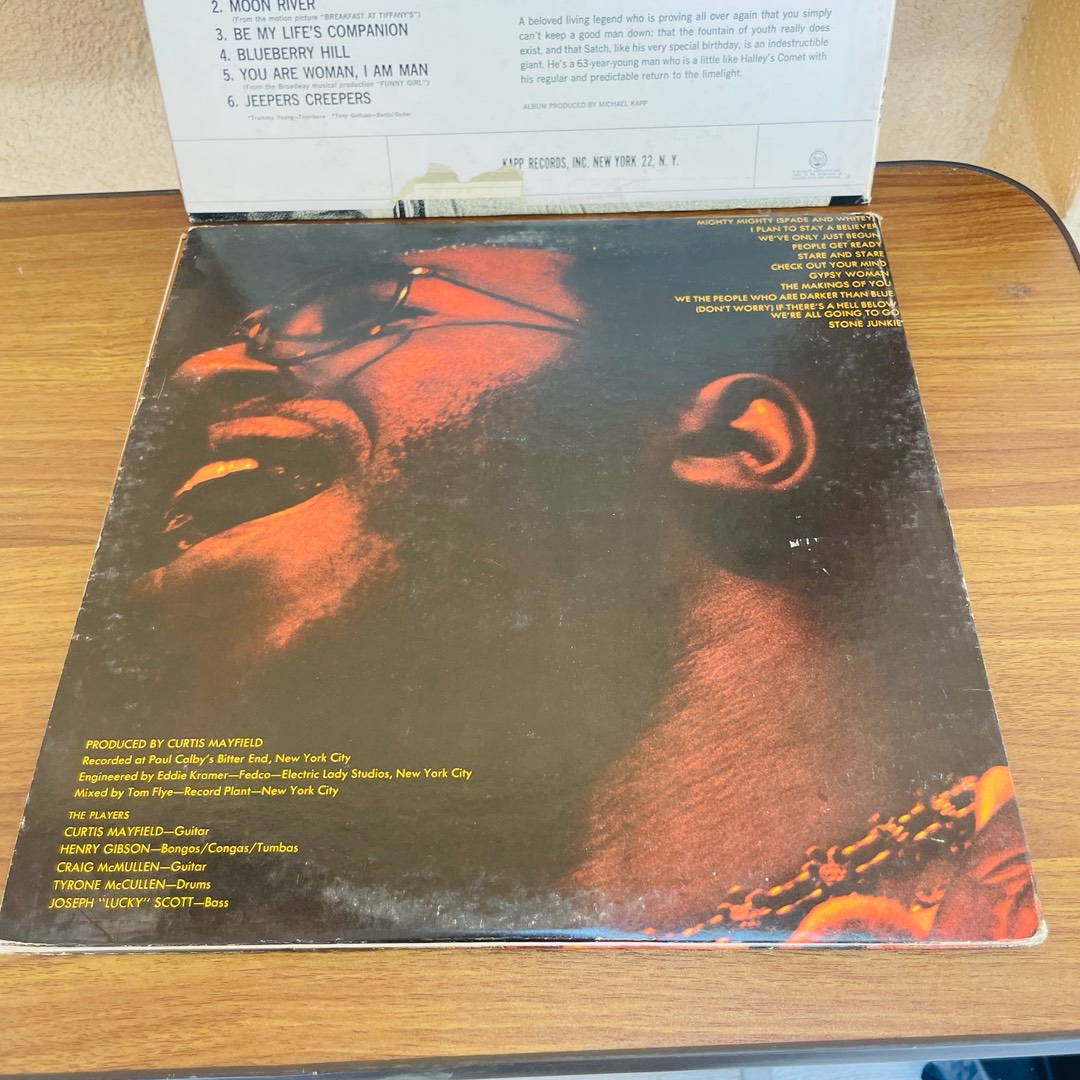 2. MOON RIVER
(From the motion picture "BREAKFAST AT TIFFANY'S")
3. BE MY LIFE'S COMPANION
4. BLUEBERRY HILL
5. YOU ARE WOMAN, I AM MAN
(From the Broadway musical production "FUNNY GIRL")
6. JEEPERS CREEPERS
*Trummy Young—Trombone *Tony Gottuso—Banjo/Guitar
A beloved living legend who is proving all over again that you simply
can't keep a good man down; that the fountain of youth really does
exist, and that Satch, like his very special birthday, is an indestructible
giant. He's a 63-year-young man who is a little like Halley's Comet with
his regular and predictable return to the limelight.
ALBUM PRODUCED BY MICHAEL KAPP
KAPP RECORDS, INC. NEW YORK 22, N. Y.
MIGHTY MIGHTY (SPADE AND WHITEY)
I PLAN TO STAY A BELIEVER
WE'VE ONLY JUST BEGUN
PEOPLE GET READY
STARE AND STARE
CHECK OUT YOUR MIND
GYPSY WOMAN
THE MAKINGS OF YOU
WE THE PEOPLE WHO ARE DARKER THAN BLUE
(DON'T WORRY) IF THERE'S A HELL BELOW
WE'RE ALL GOING TO GO
STONE JUNKIE
PRODUCED BY CURTIS MAYFIELD
Recorded at Paul Colby's Bitter End, New York City
Engineered by Eddie Kramer—Fedco—Electric Lady Studios, New York City
Mixed by Tom Flye—Record Plant—New York City
THE PLAYERS
CURTIS MAYFIELD—Guitar
HENRY GIBSON—Bongos/Congas/Tumbas
CRAIG McMULLEN—Guitar
TYRONE McCULLEN—Drums
JOSEPH "LUCKY" SCOTT—Bass